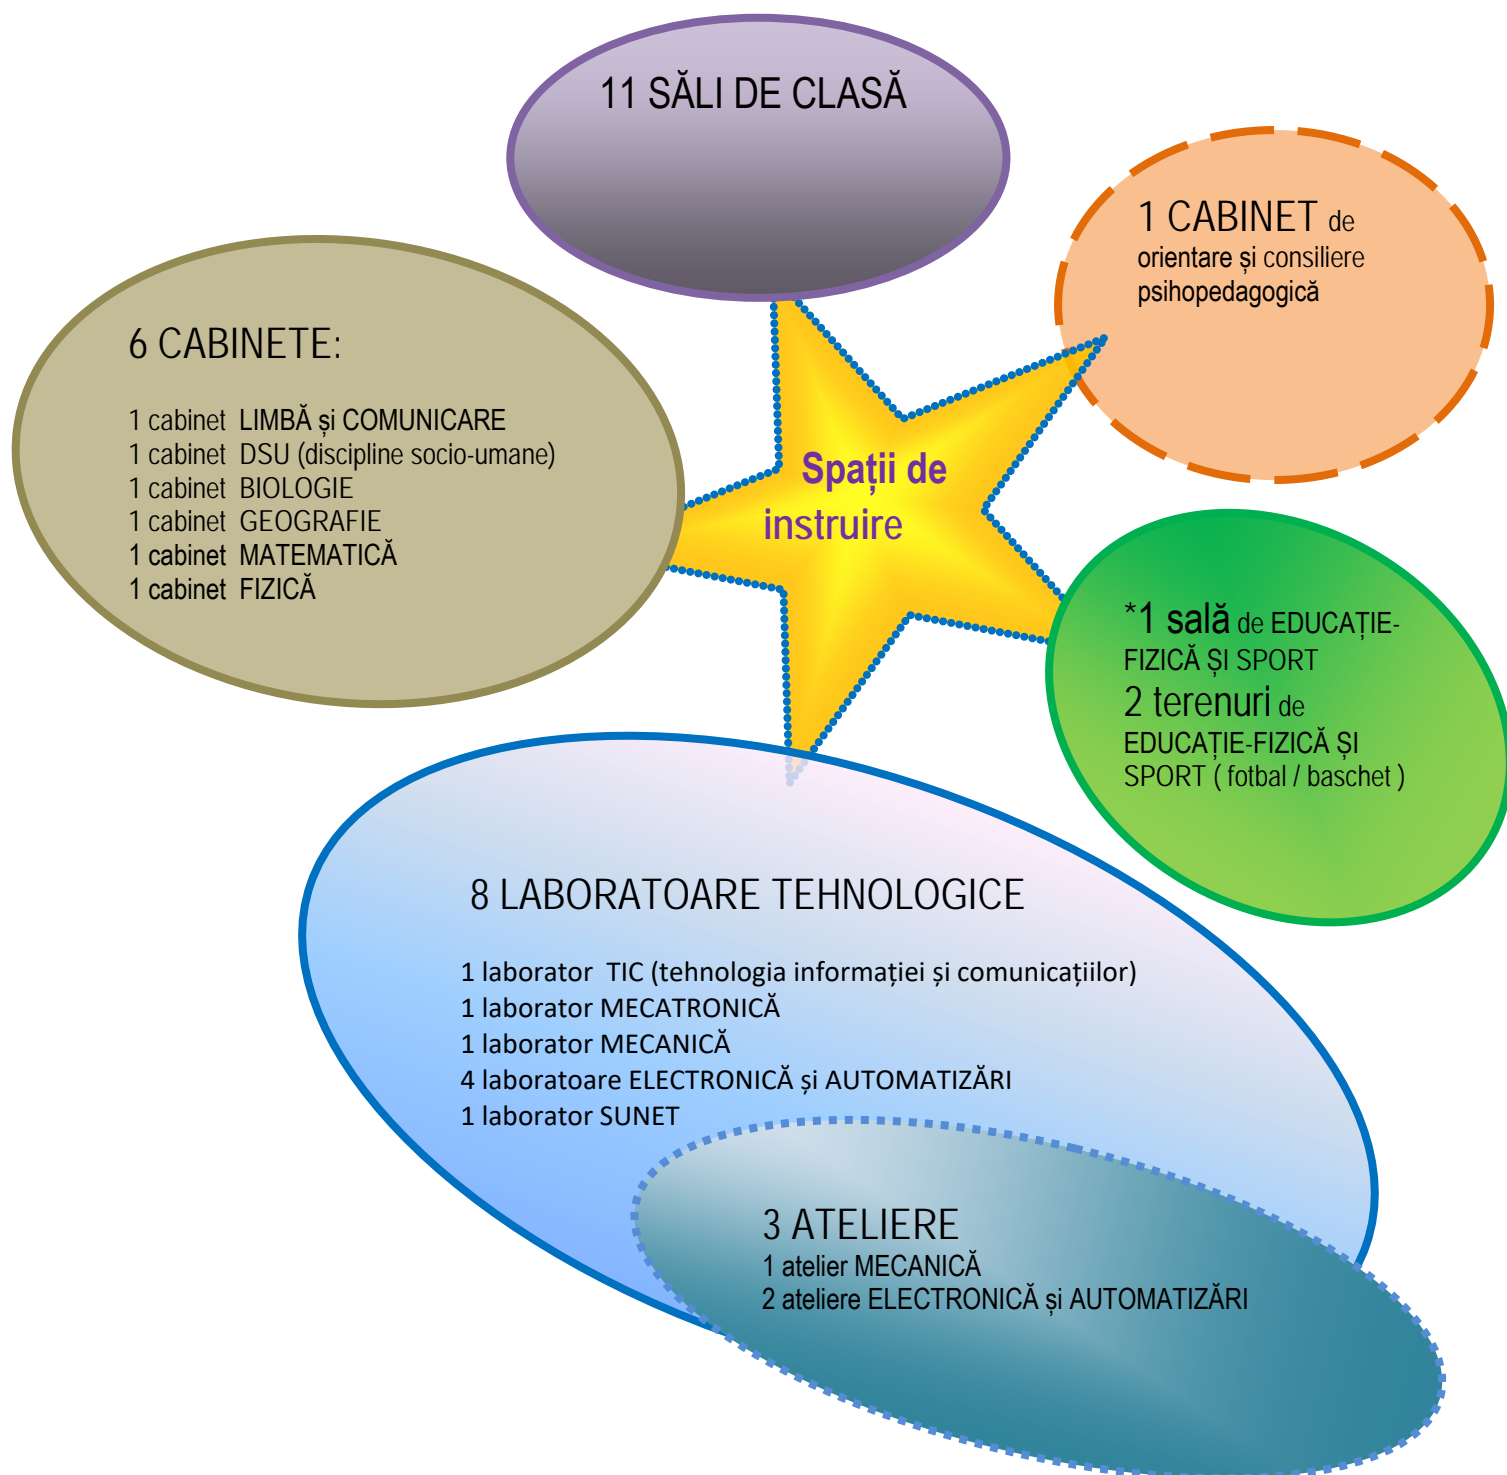 11 SĂLI DE CLASĂ
1 CABINET de
orientare și consiliere
psihopedagogică
6 CABINETE:
1 cabinet LIMBĂ și COMUNICARE
1 cabinet DSU (discipline socio-umane)
1 cabinet BIOLOGIE
1 cabinet GEOGRAFIE
1 cabinet MATEMATICĂ
1 cabinet FIZICĂ
Spații de
instruire
*1 sală de EDUCAȚIE-
FIZICĂ ȘI SPORT
2 terenuri de
EDUCAȚIE-FIZICĂ ȘI
SPORT ( fotbal / baschet )
8 LABORATOARE TEHNOLOGICE
1 laborator TIC (tehnologia informației și comunicațiilor)
1 laborator MECATRONICĂ
1 laborator MECANICĂ
4 laboratoare ELECTRONICĂ și AUTOMATIZĂRI
1 laborator SUNET
3 ATELIERE
1 atelier MECANICĂ
2 ateliere ELECTRONICĂ și AUTOMATIZĂRI